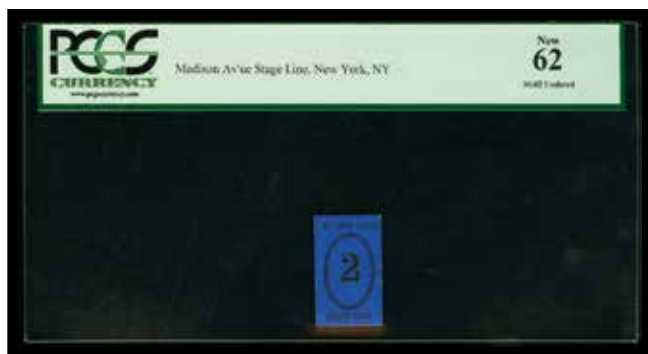 PCGS
CURRENCY
www.pcgscurrency.com
Madison Av'ue Stage Line, New York, NY
New
62
2